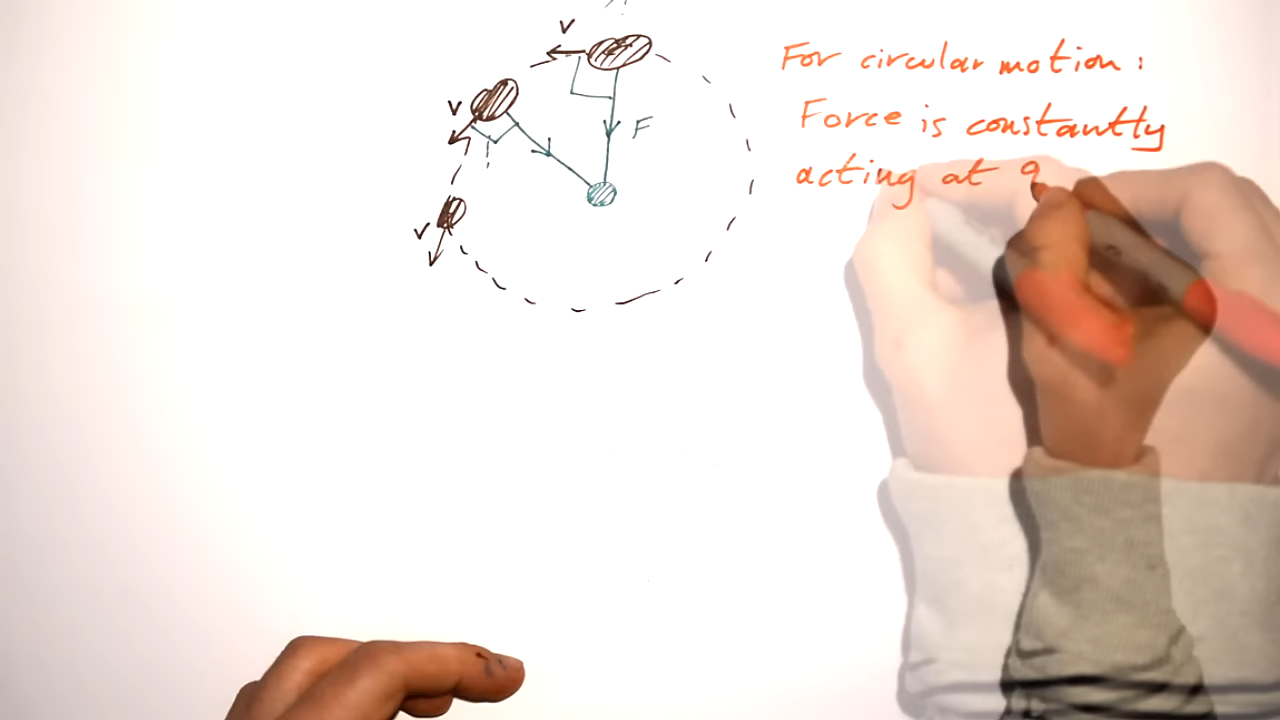 v
v
F
v
For circular motion :
Force is constantly
acting at 9